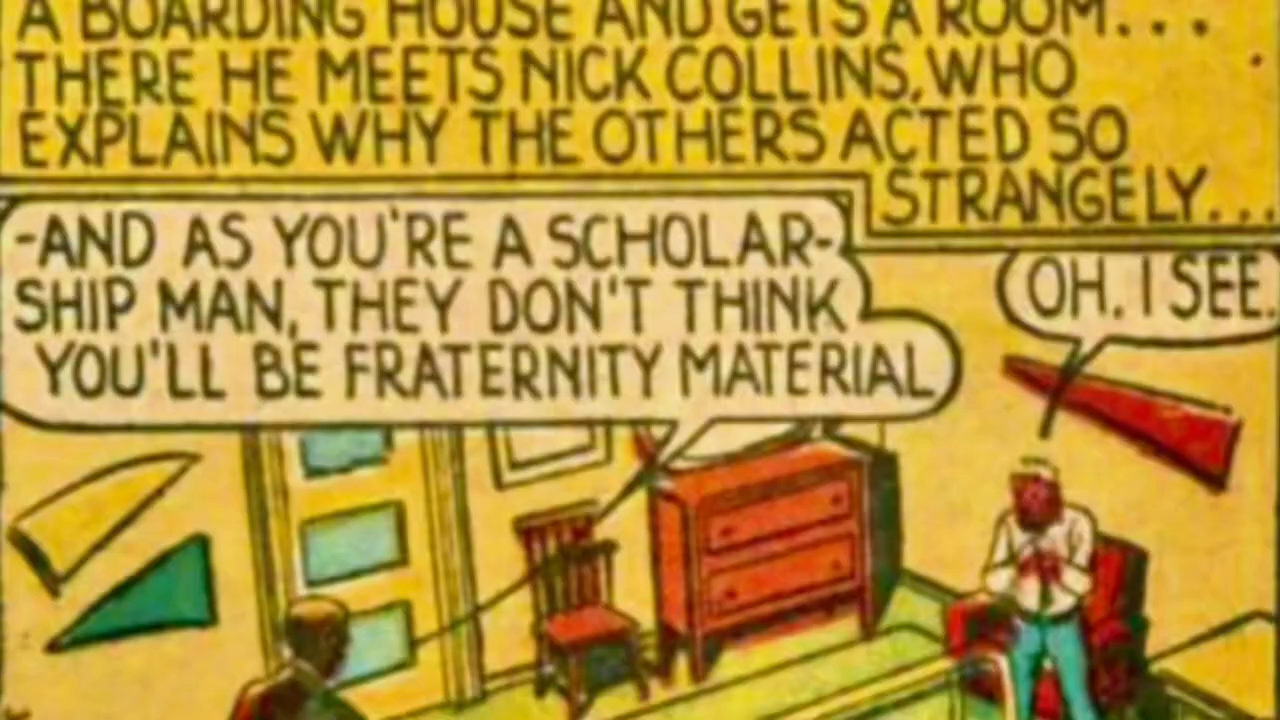 A BOARDING HOUSE AND GETS A ROOM...
THERE HE MEETS NICK COLLINS, WHO
EXPLAINS WHY THE OTHERS ACTED SO
STRANGELY...
-AND AS YOU'RE A SCHOLAR-
SHIP MAN, THEY DON'T THINK
YOU'LL BE FRATERNITY MATERIAL
OH. I SEE.